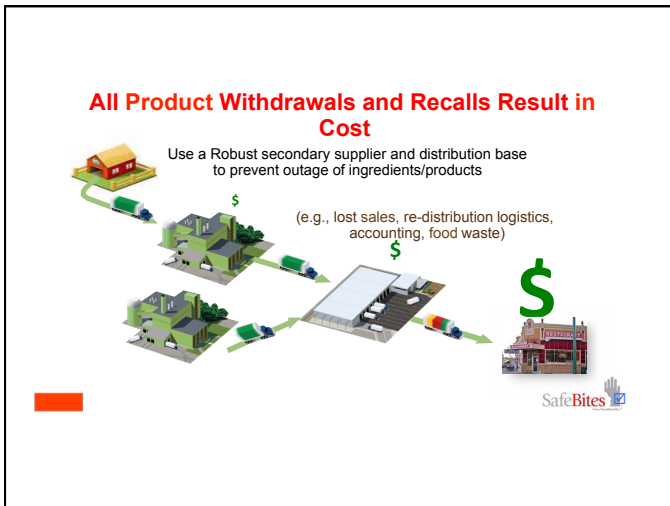 All Product Withdrawals and Recalls Result in
Cost
Use a Robust secondary supplier and distribution base
to prevent outage of ingredients/products
$
(e.g., lost sales, re-distribution logistics,
accounting, food waste)
$
$
RESTAURANT
SafeBites